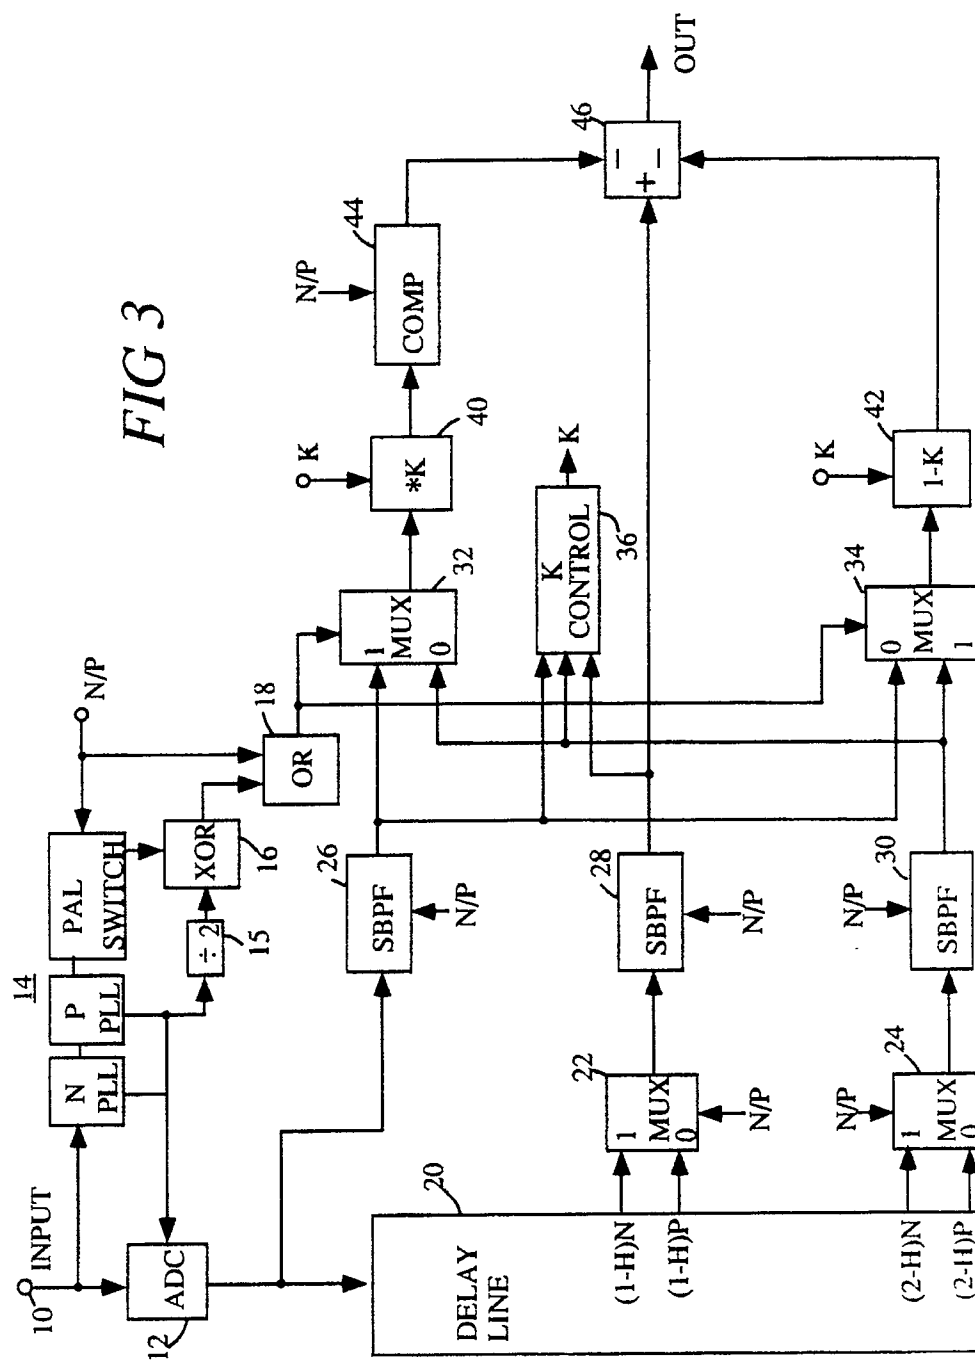 FIG 3
10
INPUT
12
ADC
14
N
PLL
P
PLL
PAL
SWITCH
N/P
÷ 2
15
XOR
16
OR
18
20
DELAY
LINE
(1-H)N
(1-H)P
(2-H)N
(2-H)P
22
1
MUX
0
N/P
24
1
MUX
0
N/P
26
SBPF
N/P
28
SBPF
N/P
30
SBPF
N/P
32
1
MUX
0
34
0
MUX
1
36
K
CONTROL
K
K
*K
40
K
1-K
42
N/P
COMP
44
46
−
+
−
OUT